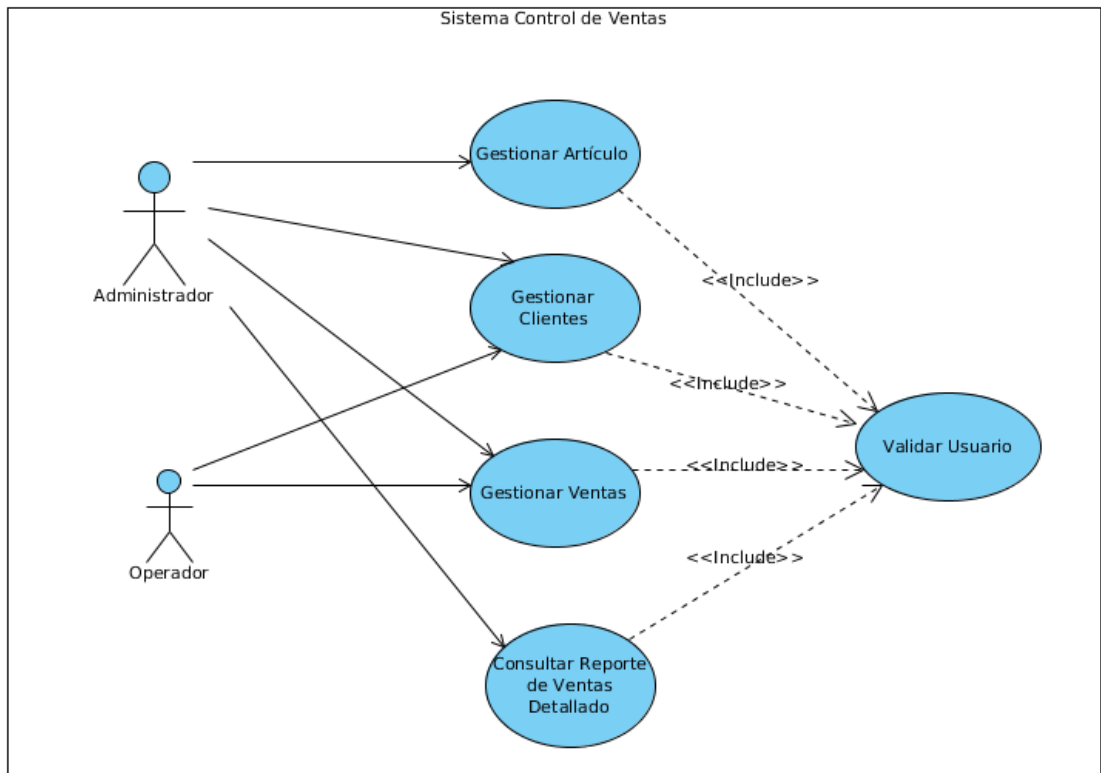 Sistema Control de Ventas
Gestionar Artículo
Administrador
<<Include>>
Gestionar
Clientes
<<Include>>
Validar Usuario
Gestionar Ventas
<<Include>>
Operador
<<Include>>
Consultar Reporte
de Ventas
Detallado